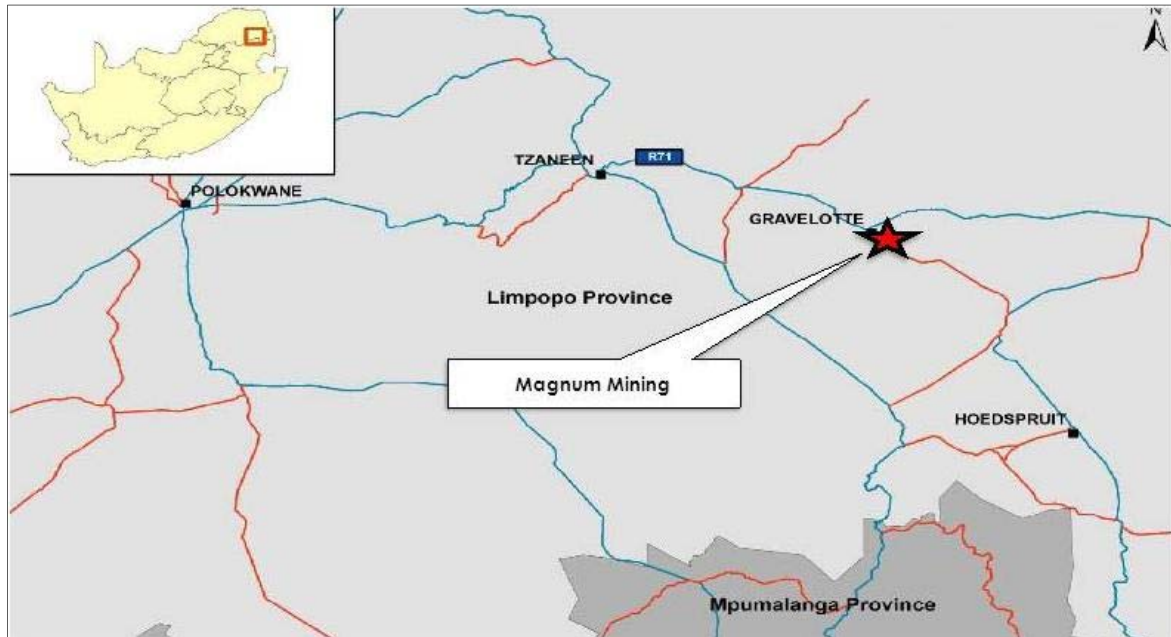 N
TZANEEN
R71
POLOKWANE
GRAVELOTTE
Limpopo Province
Magnum Mining
HOEDSPRUIT
Mpumalanga Province